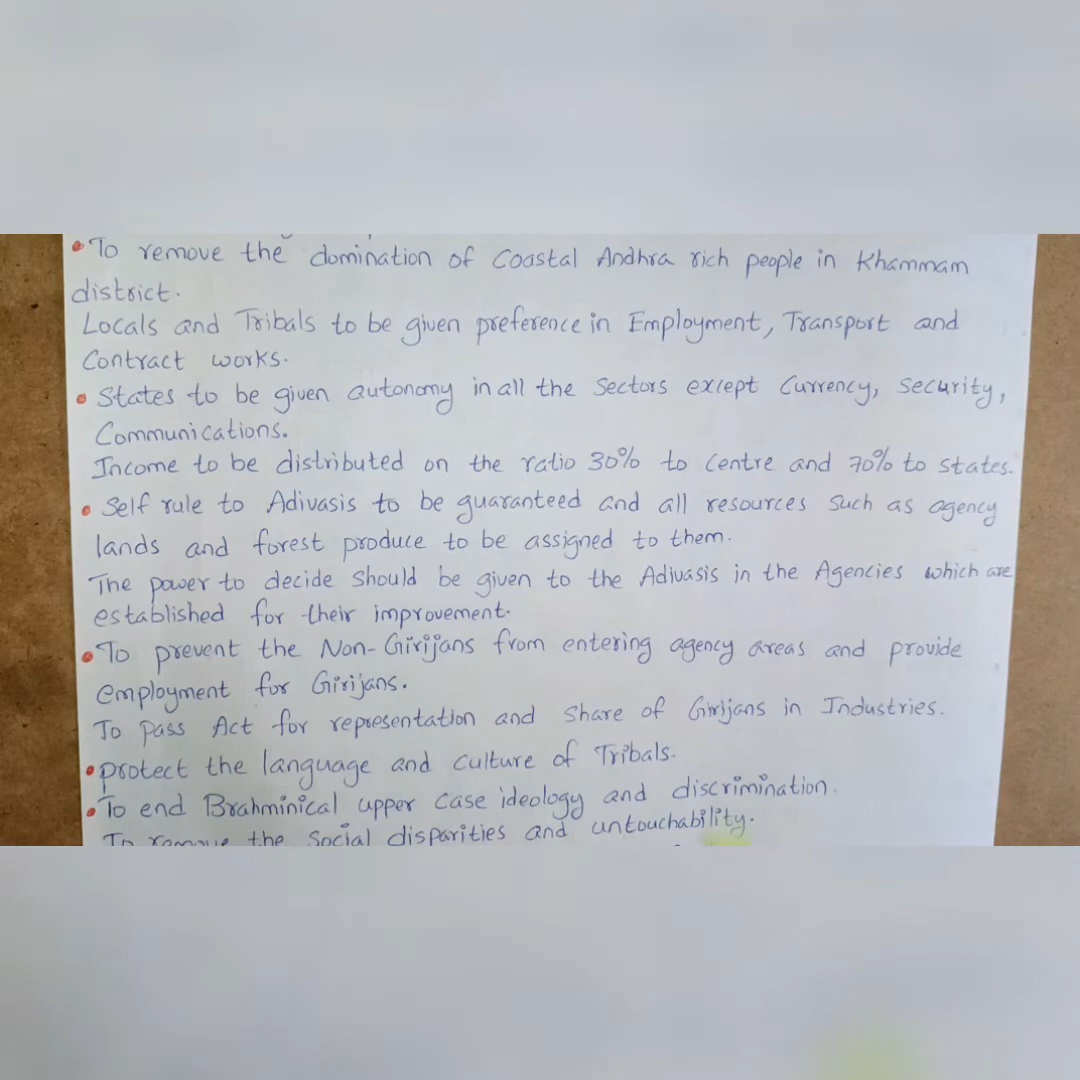 • To remove the domination of Coastal Andhra rich people in Khammam
district.
Locals and Tribals to be given preference in Employment, Transport and
Contract works.
• States to be given autonomy in all the Sectors except Currency, Security,
Communications.
Income to be distributed on the ratio 30% to Centre and 70% to states.
• Self rule to Adivasis to be guaranteed and all resources such as agency
lands and forest produce to be assigned to them.
The power to decide should be given to the Adivasis in the Agencies which are
established for their improvement.
• To prevent the Non-Girijans from entering agency areas and provide
employment for Girijans.
To pass Act for representation and share of Girijans in Industries.
• protect the language and culture of Tribals.
• To end Brahminical upper case ideology and discrimination.
To remove the Social disparities and untouchability.